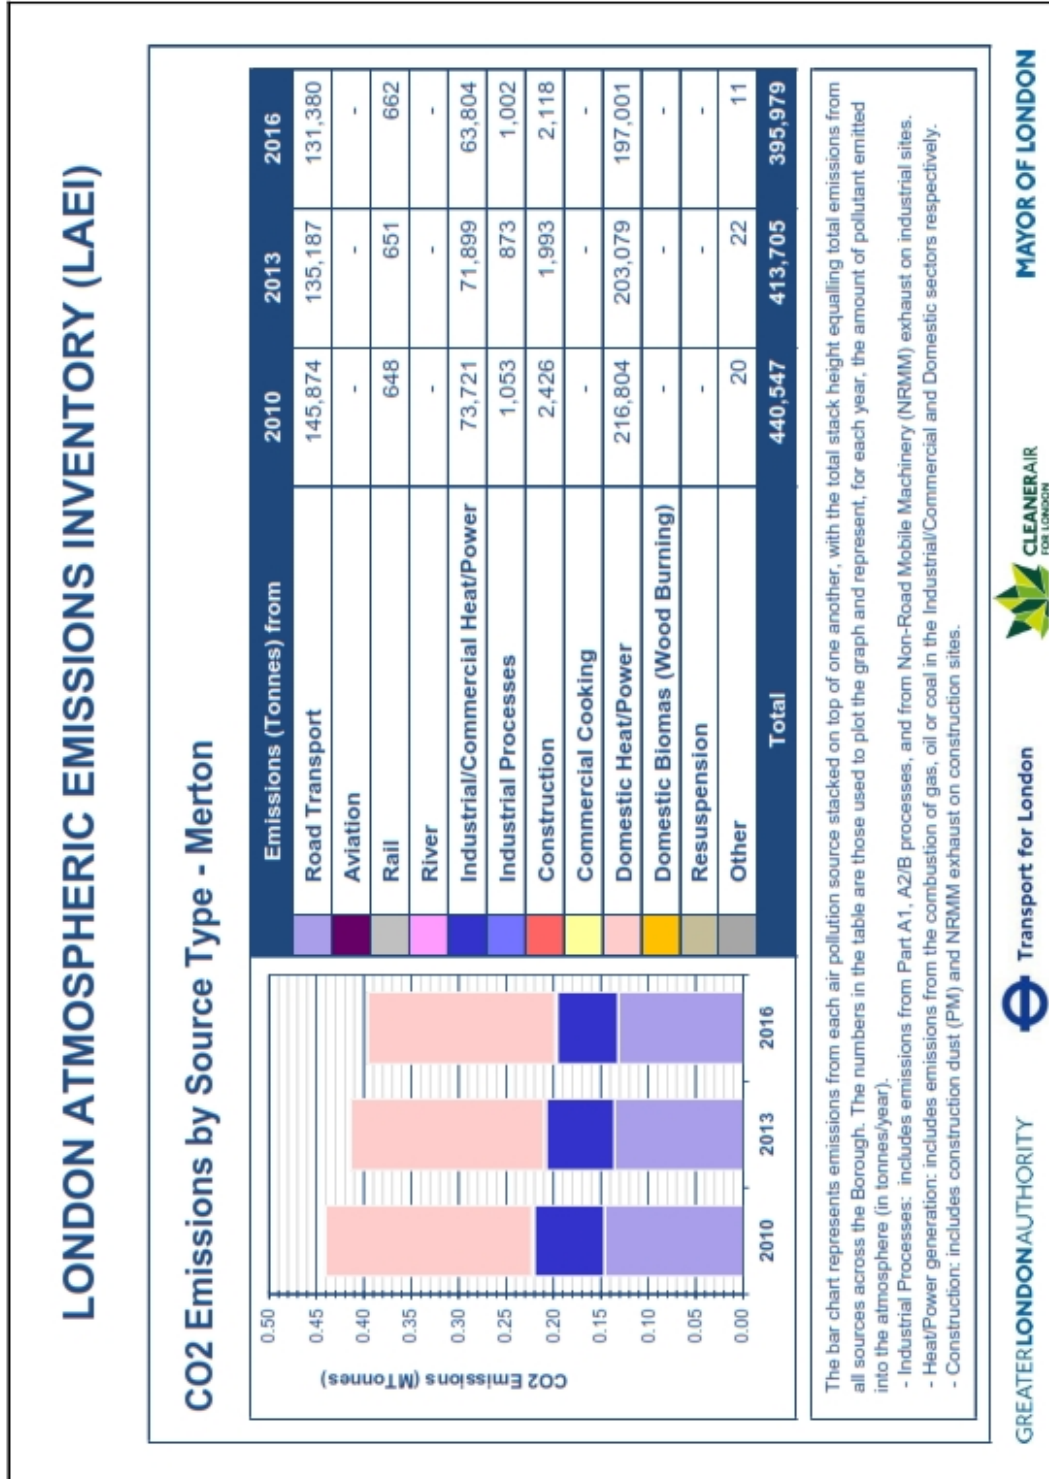 LONDON ATMOSPHERIC EMISSIONS INVENTORY (LAEI)
CO2 Emissions by Source Type - Merton
CO2 Emissions (MTonnes)
0.50
0.45
0.40
0.35
0.30
0.25
0.20
0.15
0.10
0.05
0.00
2010 2013 2016
Emissions (Tonnes) from 2010 2013 2016
Road Transport 145,874 135,187 131,380
Aviation - - -
Rail 648 651 662
River - - -
Industrial/Commercial Heat/Power 73,721 71,899 63,804
Industrial Processes 1,053 873 1,002
Construction 2,426 1,993 2,118
Commercial Cooking - - -
Domestic Heat/Power 216,804 203,079 197,001
Domestic Biomas (Wood Burning) - - -
Resuspension - - -
Other 20 22 11
Total 440,547 413,705 395,979
The bar chart represents emissions from each air pollution source stacked on top of one another, with the total stack height equalling total emissions from
all sources across the Borough. The numbers in the table are those used to plot the graph and represent, for each year, the amount of pollutant emitted
into the atmosphere (in tonnes/year).
- Industrial Processes: includes emissions from Part A1, A2/B processes, and from Non-Road Mobile Machinery (NRMM) exhaust on industrial sites.
- Heat/Power generation: includes emissions from the combustion of gas, oil or coal in the Industrial/Commercial and Domestic sectors respectively.
- Construction: includes construction dust (PM) and NRMM exhaust on construction sites.
GREATERLONDONAUTHORITY
Transport for London
CLEANERAIR
FOR LONDON
MAYOR OF LONDON